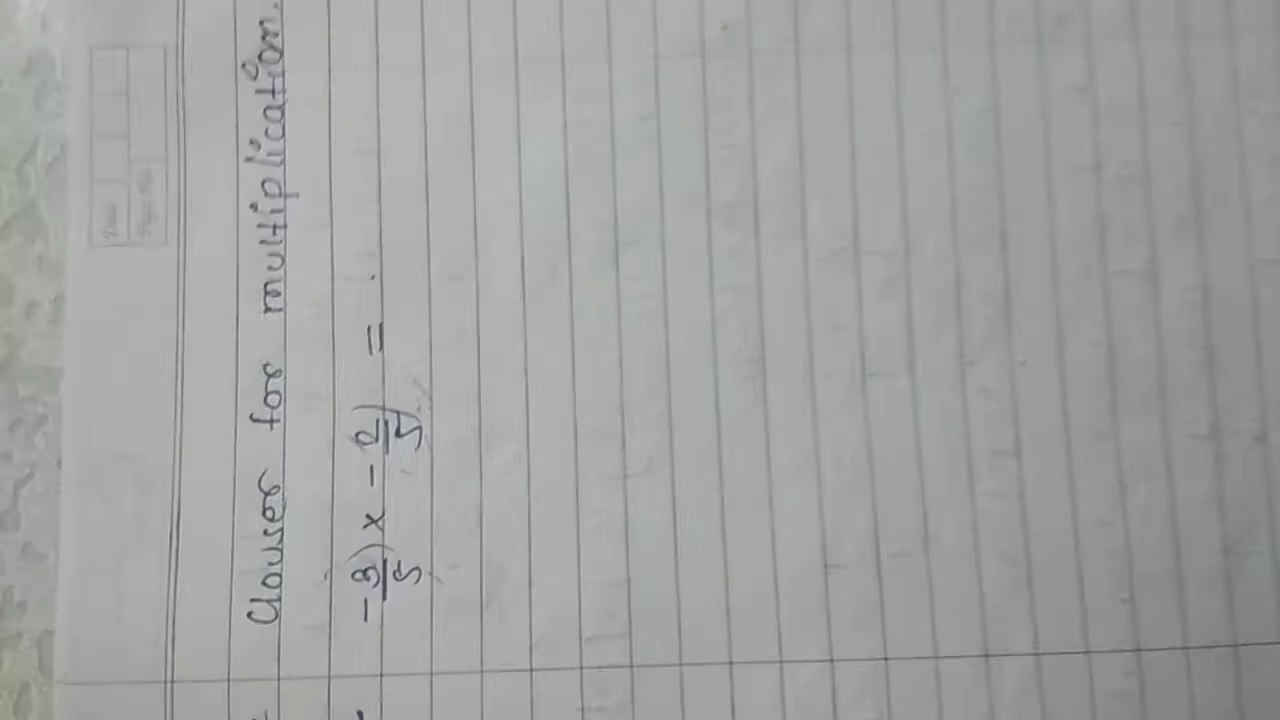 Clouser for multiplication.
-3/5) x -2/5) =